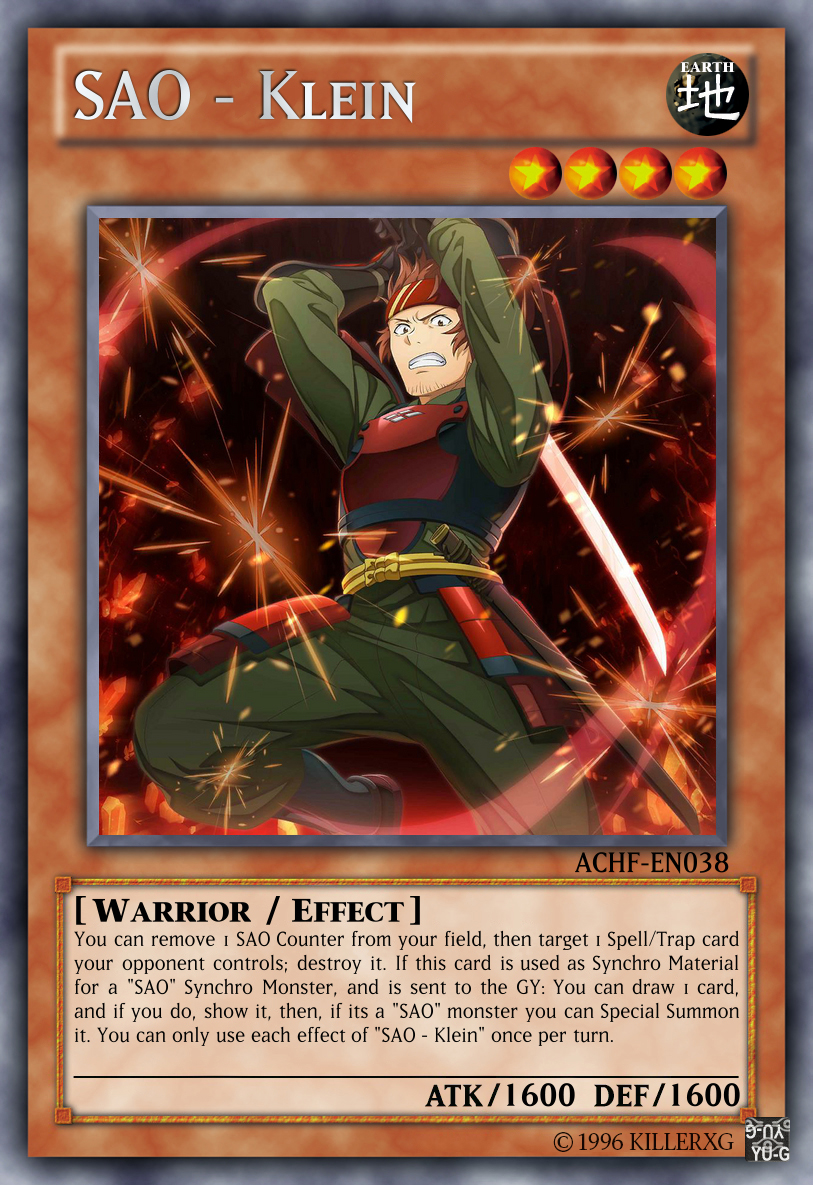 SAO - Klein
EARTH
地
ACHF-EN038
[ Warrior / Effect ]
You can remove 1 SAO Counter from your field, then target 1 Spell/Trap card
your opponent controls; destroy it. If this card is used as Synchro Material
for a "SAO" Synchro Monster, and is sent to the GY: You can draw 1 card,
and if you do, show it, then, if its a "SAO" monster you can Special Summon
it. You can only use each effect of "SAO - Klein" once per turn.
ATK/1600 DEF/1600
© 1996 KILLERXG
YU-G
YU-G